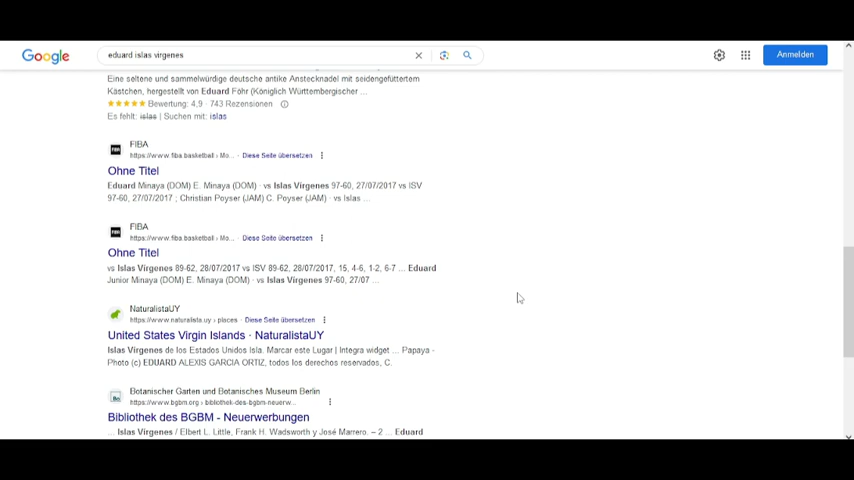 Google
eduard islas virgenes
Anmelden
Eine seltene und sammelwürdige deutsche antike Anstecknadel mit seidengefüttertem
Kästchen, hergestellt von Eduard Föhr (Königlich Württembergischer ...
Bewertung: 4,9 · 743 Rezensionen
Es fehlt: islas | Suchen mit: islas
FIBA
https://www.fiba.basketball › Mo... · Diese Seite übersetzen
Ohne Titel
Eduard Minaya (DOM) E. Minaya (DOM) · vs Islas Vírgenes 97-60, 27/07/2017 vs ISV
97-60, 27/07/2017 ; Christian Poyser (JAM) C. Poyser (JAM) · vs Islas ...
FIBA
https://www.fiba.basketball › Mo... · Diese Seite übersetzen
Ohne Titel
vs Islas Vírgenes 89-62, 28/07/2017 vs ISV 89-62, 28/07/2017, 15, 4-6, 1-2, 6-7 ... Eduard
Junior Minaya (DOM) E. Minaya (DOM) · vs Islas Vírgenes 97-60, 27/07 ...
NaturalistaUY
https://www.naturalista.uy › places · Diese Seite übersetzen
United States Virgin Islands · NaturalistaUY
Islas Vírgenes de los Estados Unidos Isla. Marcar este Lugar | Integra widget ... Papaya -
Photo (c) EDUARD ALEXIS GARCIA ORTIZ, todos los derechos reservados, C.
Botanischer Garten und Botanisches Museum Berlin
https://www.bgbm.org › bibliothek-des-bgbm-neuerw...
Bibliothek des BGBM - Neuerwerbungen
... Islas Vírgenes / Elbert L. Little, Frank H. Wadsworth y José Marrero. – 2 ... Eduard